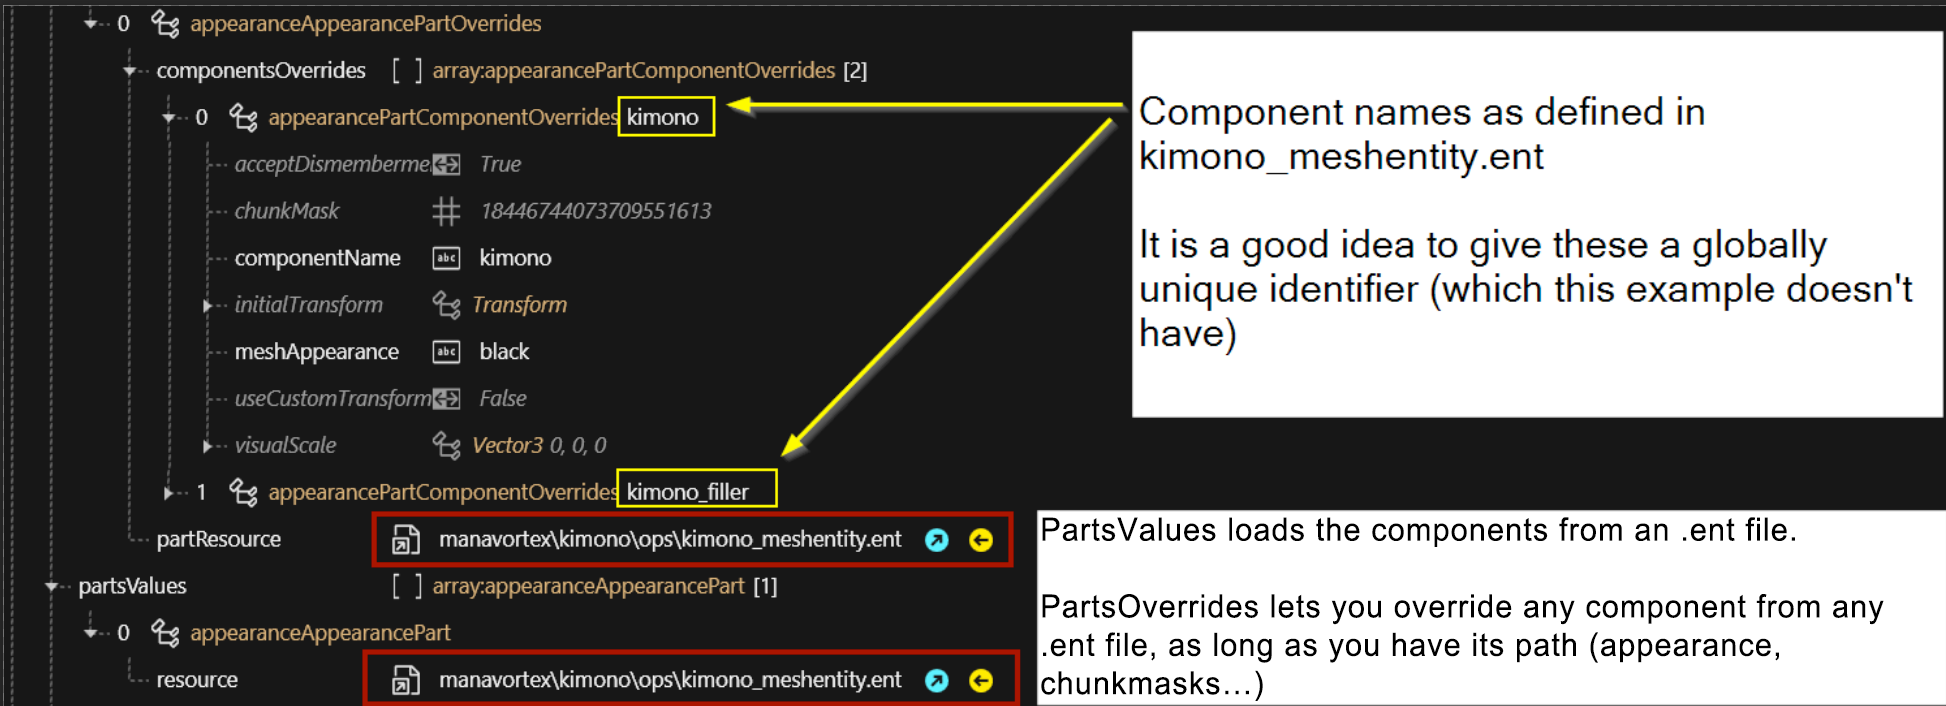 0 appearanceAppearancePartOverrides
componentsOverrides [ ] array:appearancePartComponentOverrides [2]
0 appearancePartComponentOverrides kimono
acceptDismemberme True
chunkMask 18446744073709551613
componentName abc kimono
initialTransform Transform
meshAppearance abc black
useCustomTransform False
visualScale Vector3 0, 0, 0
1 appearancePartComponentOverrides kimono_filler
partResource manavortex\kimono\ops\kimono_meshentity.ent
partsValues [ ] array:appearanceAppearancePart [1]
0 appearanceAppearancePart
resource manavortex\kimono\ops\kimono_meshentity.ent
Component names as defined in
kimono_meshentity.ent
It is a good idea to give these a globally
unique identifier (which this example doesn't
have)
PartsValues loads the components from an .ent file.
PartsOverrides lets you override any component from any
.ent file, as long as you have its path (appearance,
chunkmasks...)